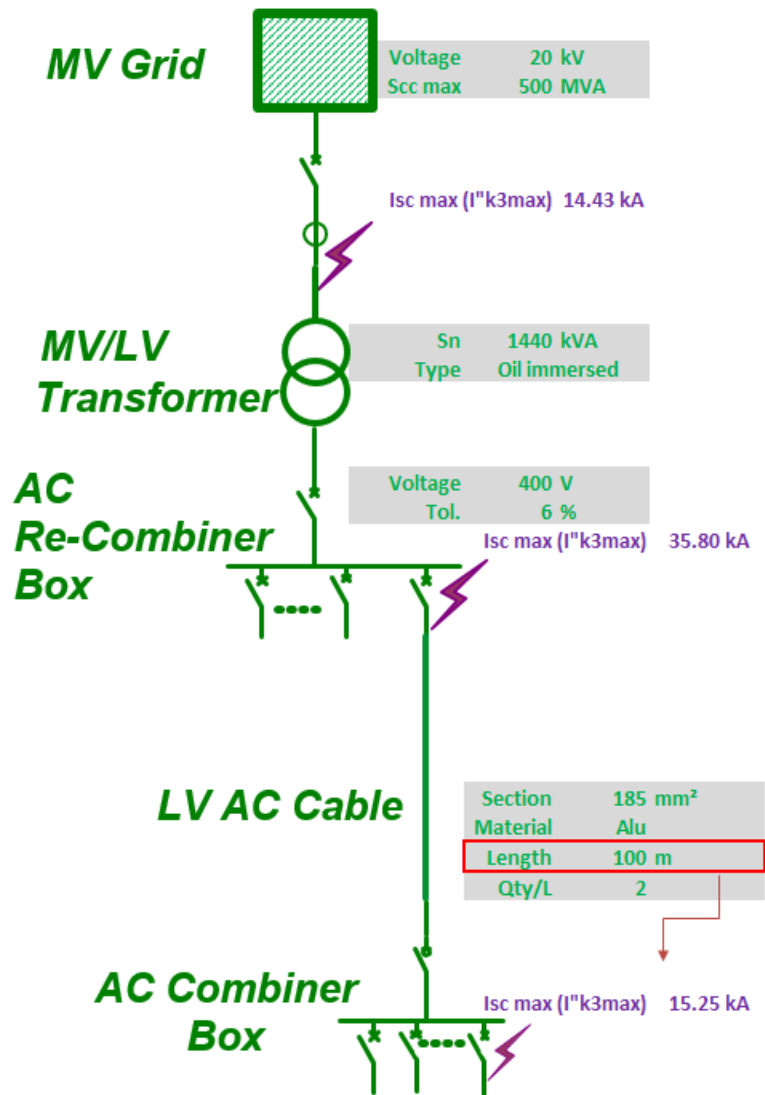 MV Grid
Voltage 20 kV
Scc max 500 MVA
Isc max (I"k3max) 14.43 kA
MV/LV
Transformer
Sn 1440 kVA
Type Oil immersed
AC
Re-Combiner
Box
Voltage 400 V
Tol. 6 %
Isc max (I"k3max) 35.80 kA
LV AC Cable
Section 185 mm²
Material Alu
Length 100 m
Qty/L 2
AC Combiner
Box
Isc max (I"k3max) 15.25 kA